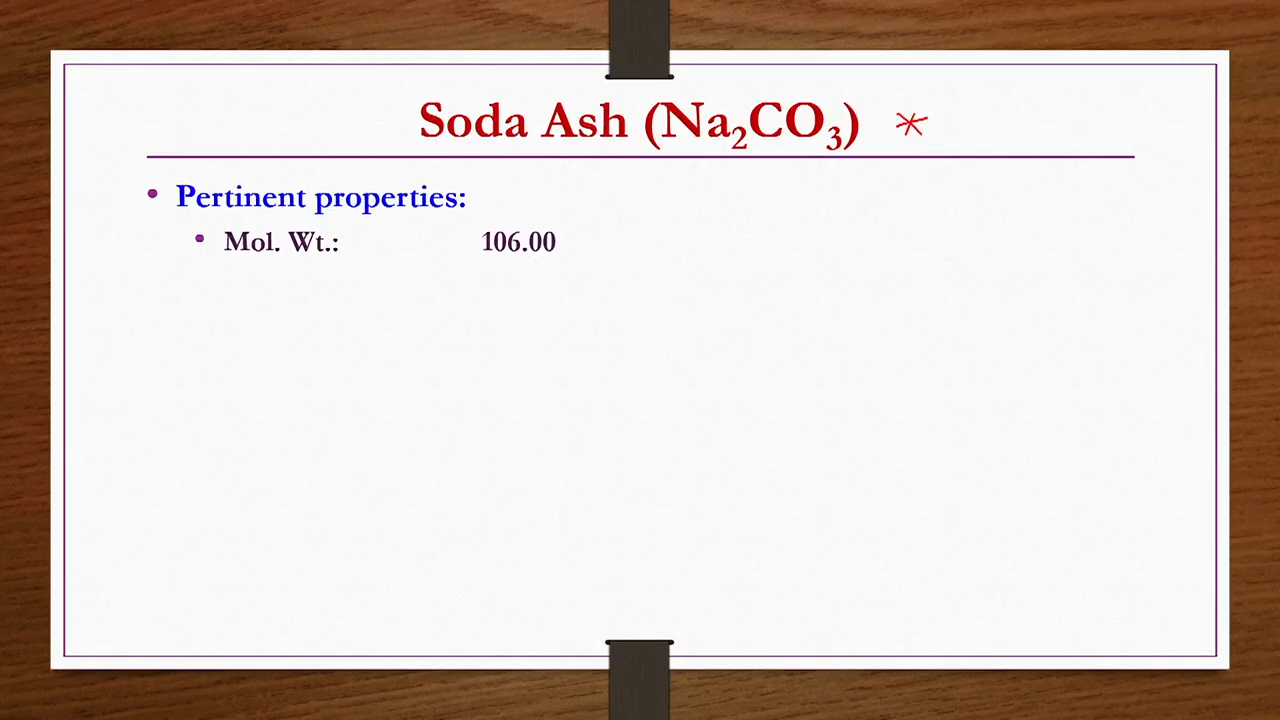 Soda Ash (Na₂CO₃) *
• Pertinent properties:
• Mol. Wt.: 106.00